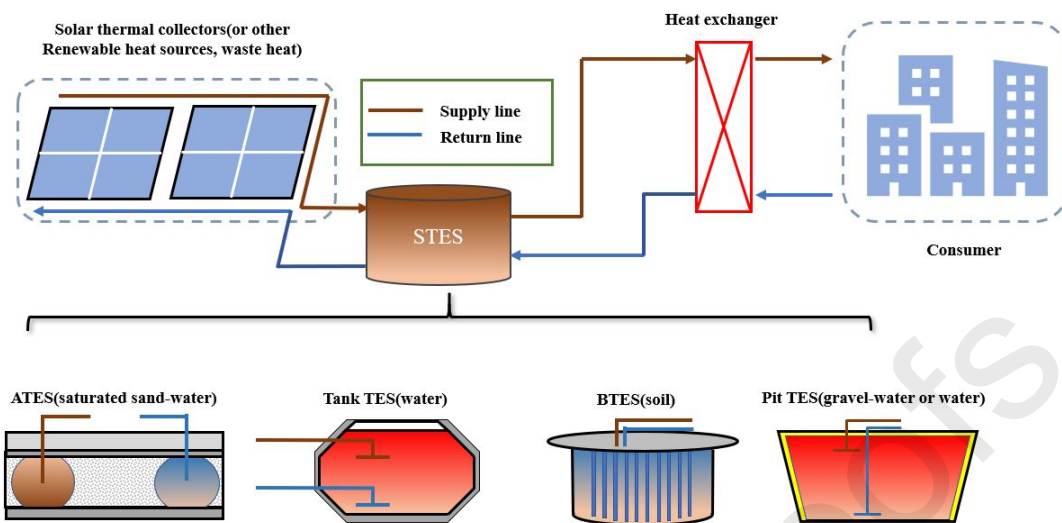 Solar thermal collectors(or other
Renewable heat sources, waste heat)
Heat exchanger
Supply line
Return line
STES
Consumer
ATES(saturated sand-water)
Tank TES(water)
BTES(soil)
Pit TES(gravel-water or water)